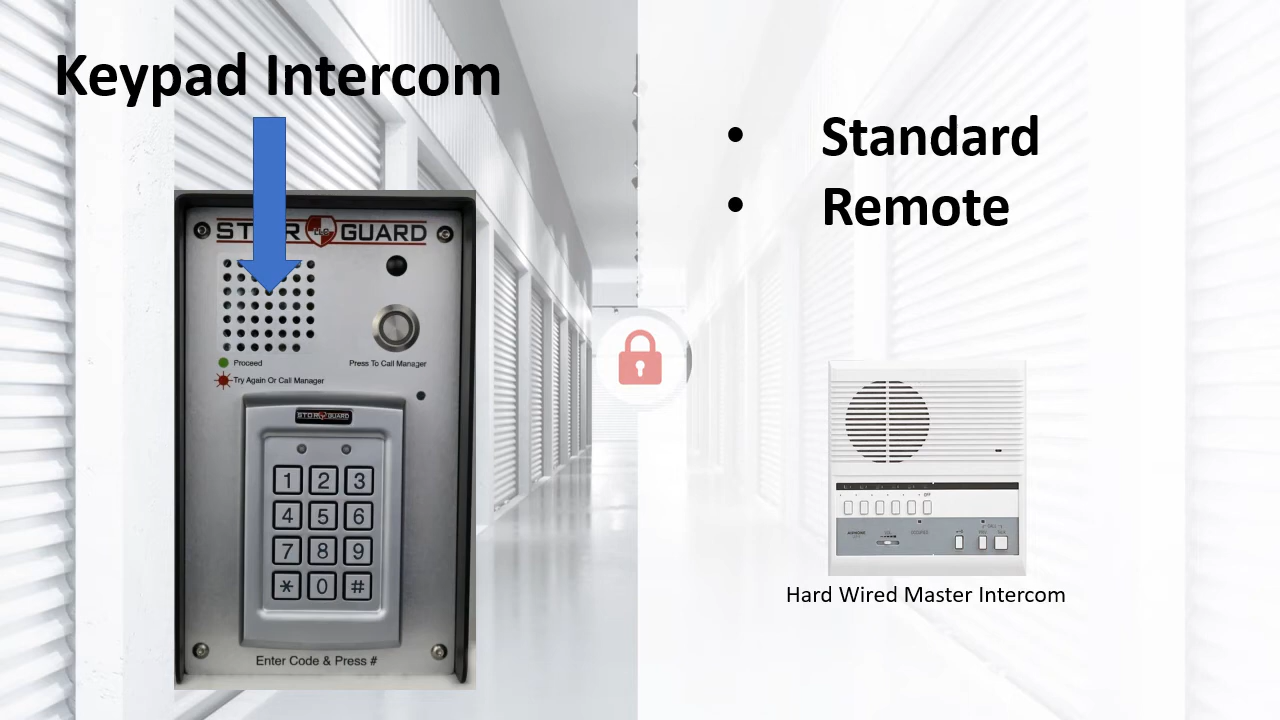 Keypad Intercom
• Standard
• Remote
STOR GUARD
Proceed
Press To Call Manager
Try Again Or Call Manager
STOR GUARD
1 2 3
4 5 6
7 8 9
* 0 #
Enter Code & Press #
OFF
Hard Wired Master Intercom